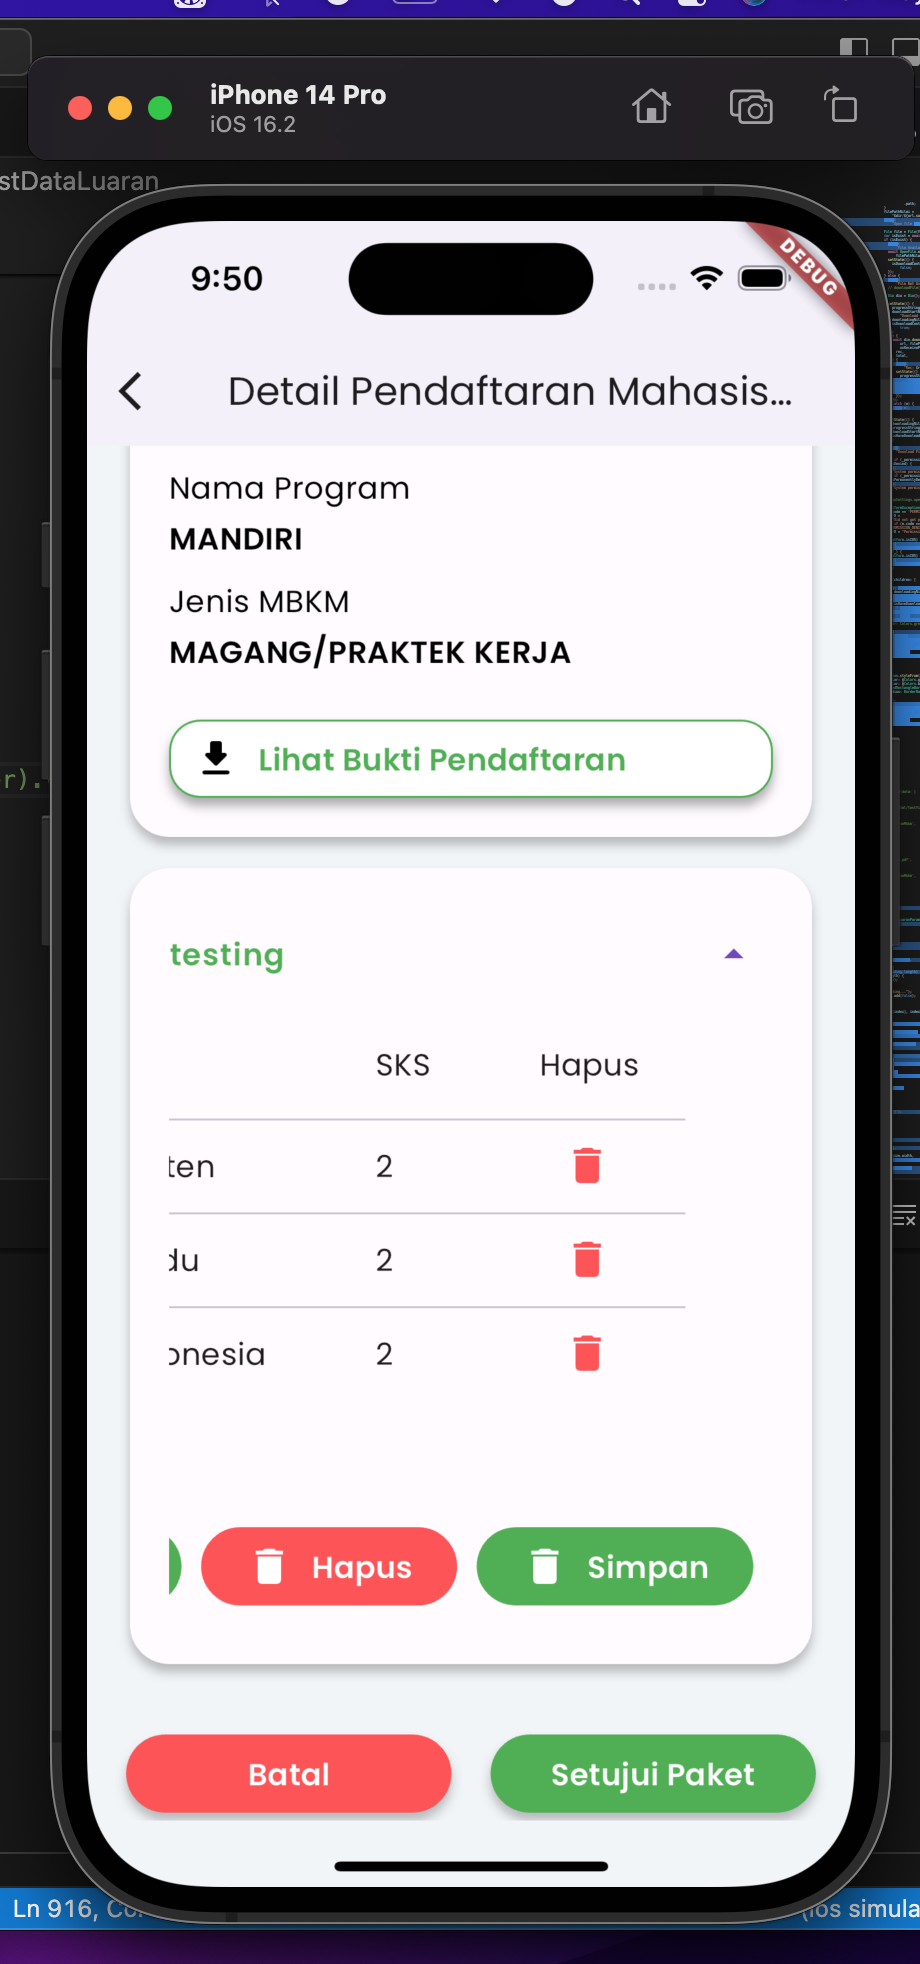 iPhone 14 Pro
iOS 16.2
stDataLuaran
9:50
DEBUG
Detail Pendaftaran Mahasis...
Nama Program
MANDIRI
Jenis MBKM
MAGANG/PRAKTEK KERJA
r).
Lihat Bukti Pendaftaran
testing
SKS Hapus
ten 2
du 2
onesia 2
Hapus Simpan
Batal Setujui Paket
Ln 916, (ios simula